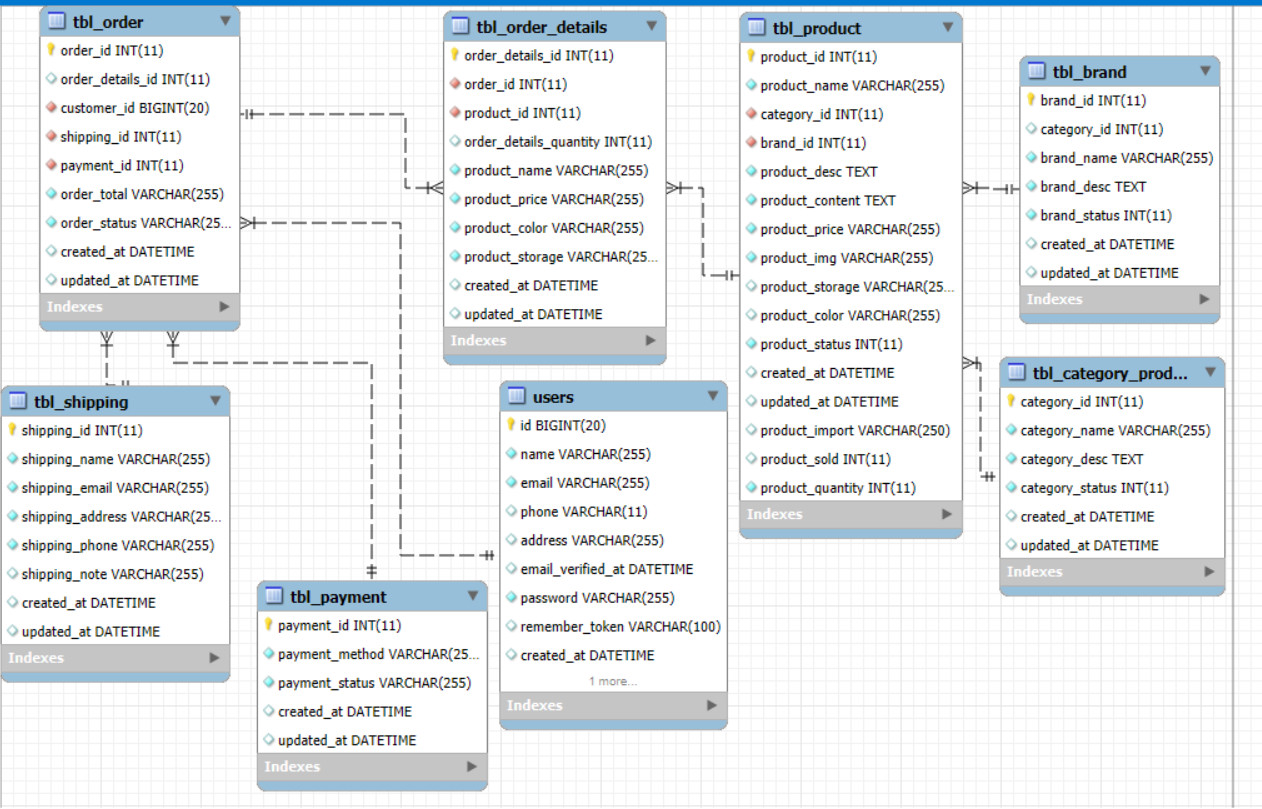 tbl_order
order_id INT(11)
order_details_id INT(11)
customer_id BIGINT(20)
shipping_id INT(11)
payment_id INT(11)
order_total VARCHAR(255)
order_status VARCHAR(25...
created_at DATETIME
updated_at DATETIME
Indexes
tbl_order_details
order_details_id INT(11)
order_id INT(11)
product_id INT(11)
order_details_quantity INT(11)
product_name VARCHAR(255)
product_price VARCHAR(255)
product_color VARCHAR(255)
product_storage VARCHAR(25...
created_at DATETIME
updated_at DATETIME
Indexes
tbl_product
product_id INT(11)
product_name VARCHAR(255)
category_id INT(11)
brand_id INT(11)
product_desc TEXT
product_content TEXT
product_price VARCHAR(255)
product_img VARCHAR(255)
product_storage VARCHAR(25...
product_color VARCHAR(255)
product_status INT(11)
created_at DATETIME
updated_at DATETIME
product_import VARCHAR(250)
product_sold INT(11)
product_quantity INT(11)
Indexes
tbl_brand
brand_id INT(11)
category_id INT(11)
brand_name VARCHAR(255)
brand_desc TEXT
brand_status INT(11)
created_at DATETIME
updated_at DATETIME
Indexes
tbl_shipping
shipping_id INT(11)
shipping_name VARCHAR(255)
shipping_email VARCHAR(255)
shipping_address VARCHAR(25...
shipping_phone VARCHAR(255)
shipping_note VARCHAR(255)
created_at DATETIME
updated_at DATETIME
Indexes
tbl_payment
payment_id INT(11)
payment_method VARCHAR(25...
payment_status VARCHAR(255)
created_at DATETIME
updated_at DATETIME
Indexes
users
id BIGINT(20)
name VARCHAR(255)
email VARCHAR(255)
phone VARCHAR(11)
address VARCHAR(255)
email_verified_at DATETIME
password VARCHAR(255)
remember_token VARCHAR(100)
created_at DATETIME
1 more...
Indexes
tbl_category_prod...
category_id INT(11)
category_name VARCHAR(255)
category_desc TEXT
category_status INT(11)
created_at DATETIME
updated_at DATETIME
Indexes